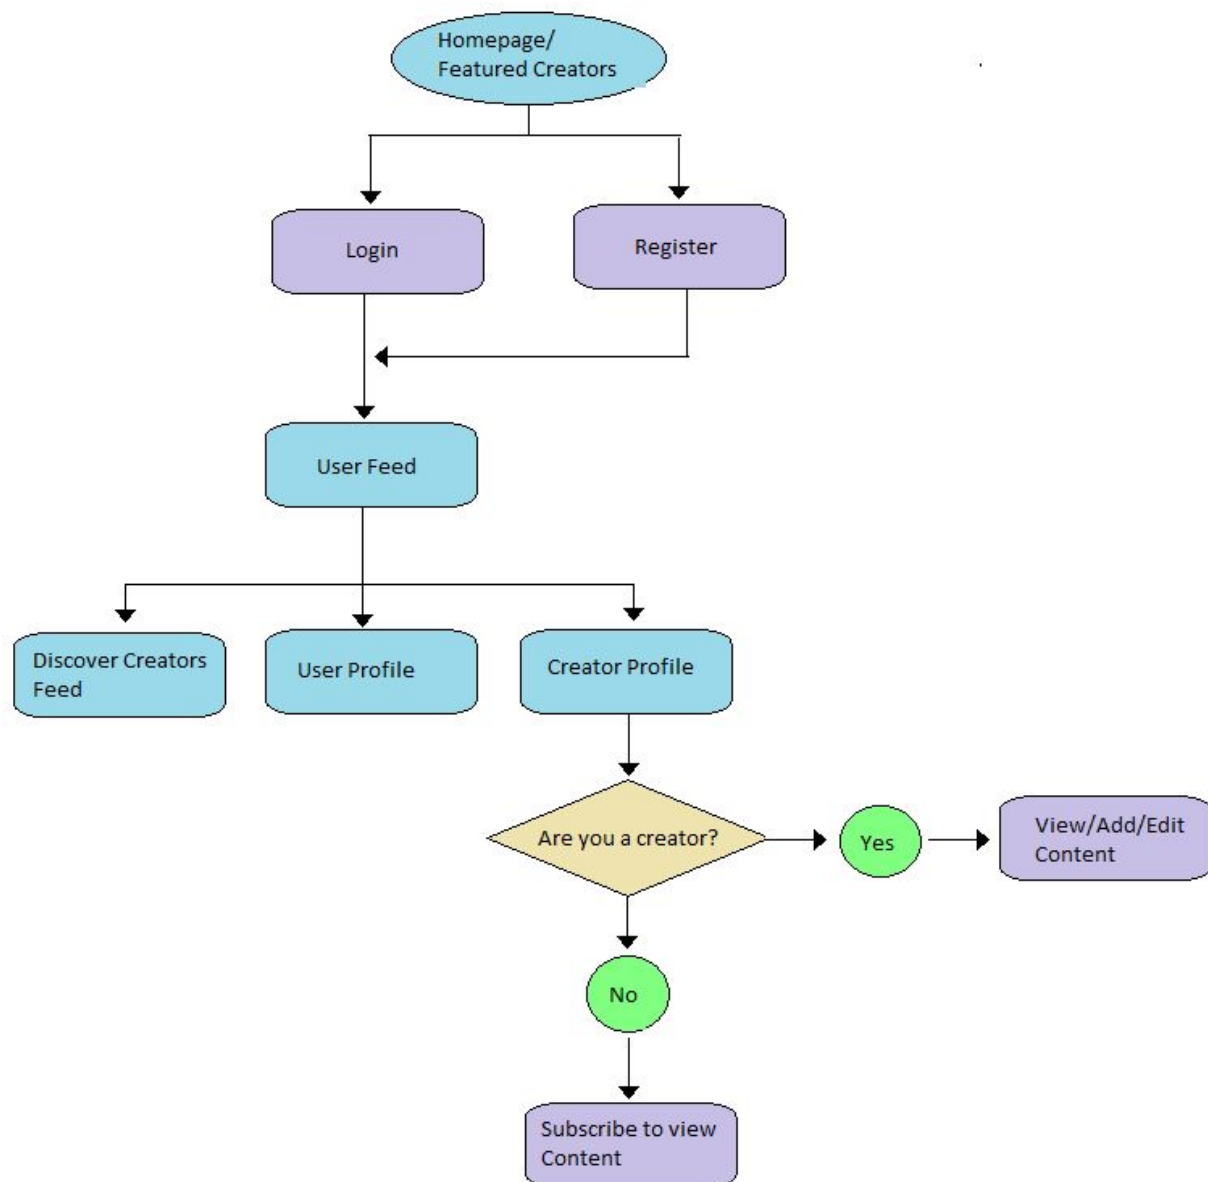 Homepage/
Featured Creators
Login
Register
User Feed
Discover Creators
Feed
User Profile
Creator Profile
Are you a creator?
Yes
View/Add/Edit
Content
No
Subscribe to view
Content